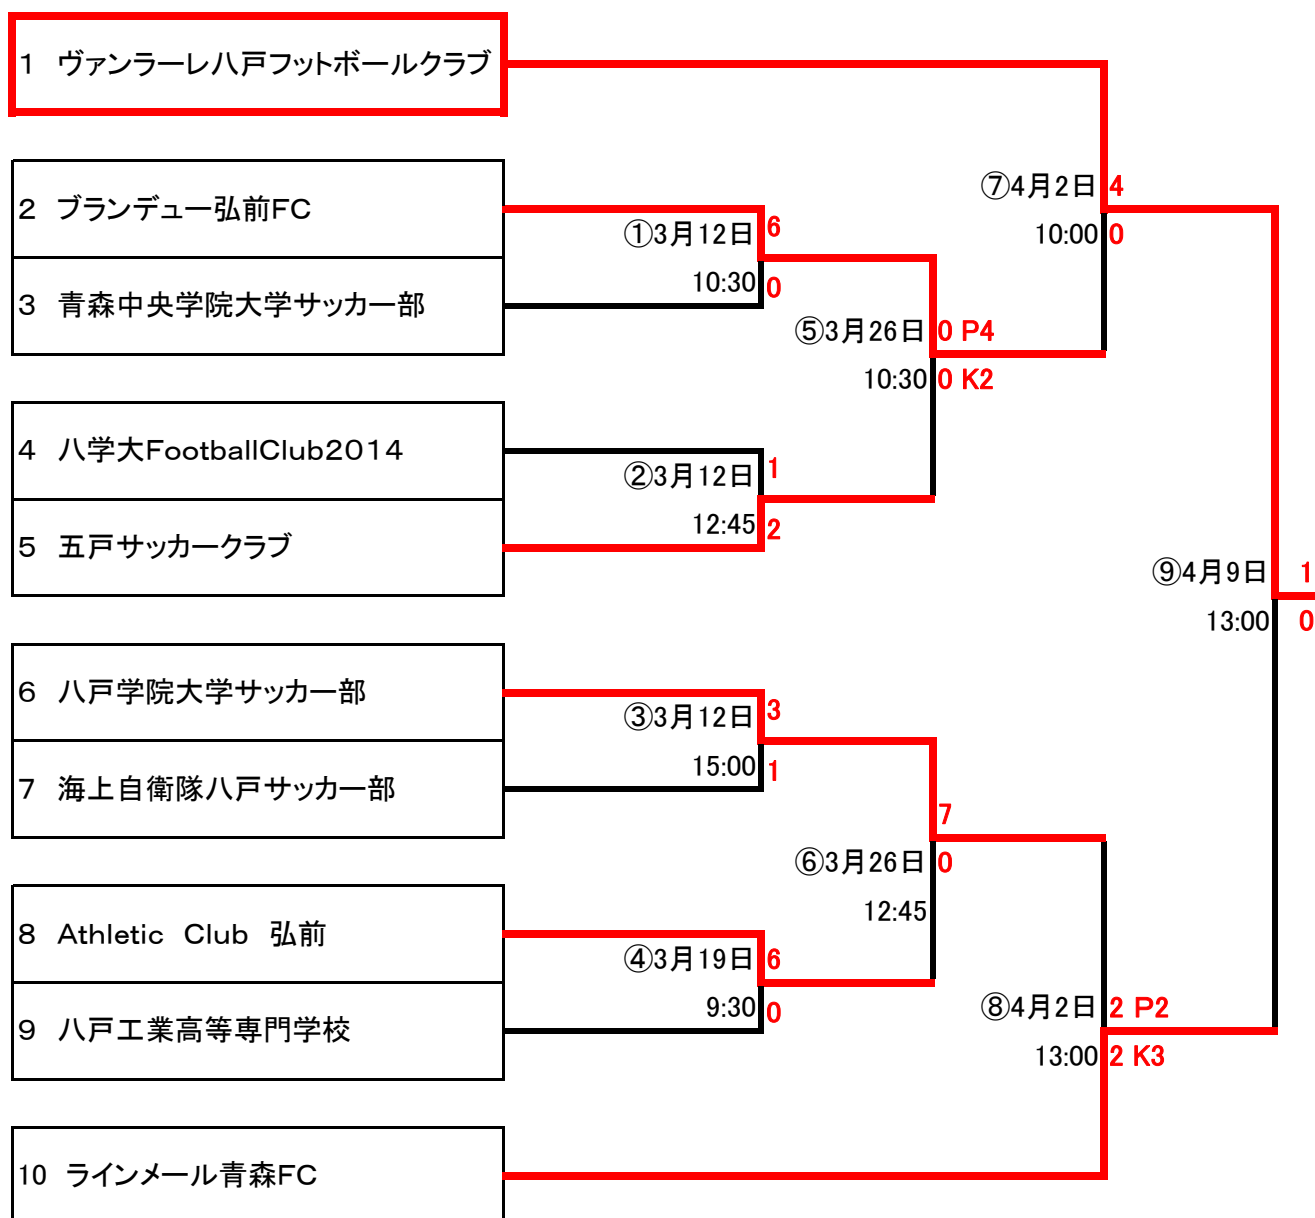 1 ヴァンラーレ八戸フットボールクラブ
⑦4月2日 4
10:00 0
2 ブランデュー弘前FC
①3月12日 6
10:30 0
3 青森中央学院大学サッカー部
⑤3月26日 0 P4
10:30 0 K2
4 八学大FootballClub2014
②3月12日 1
12:45 2
5 五戸サッカークラブ
⑨4月9日 1
13:00 0
6 八戸学院大学サッカー部
③3月12日 3
15:00 1
7 海上自衛隊八戸サッカー部
7
⑥3月26日 0
12:45
8 Athletic Club 弘前
④3月19日 6
9:30 0
9 八戸工業高等専門学校
⑧4月2日 2 P2
13:00 2 K3
10 ラインメール青森FC